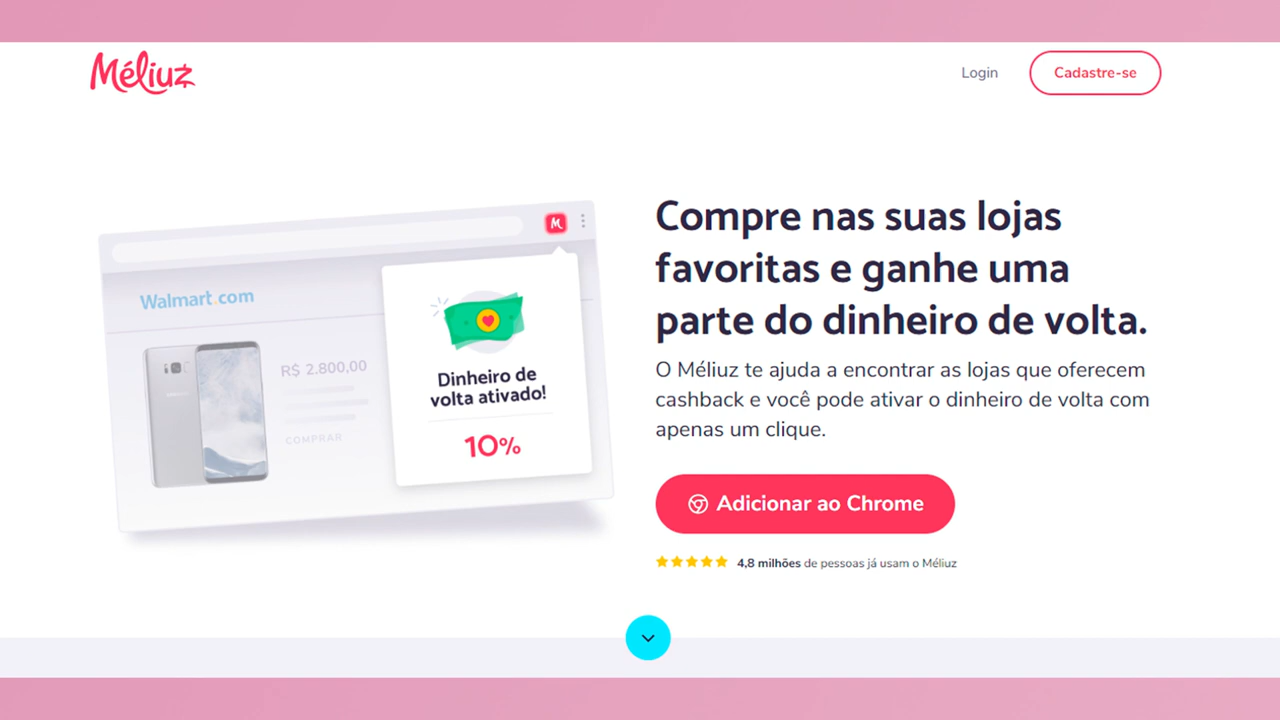 Méliuz
Login
Cadastre-se
Walmart.com
R$ 2.800,00
COMPRAR
M
Dinheiro de
volta ativado!
10%
Compre nas suas lojas
favoritas e ganhe uma
parte do dinheiro de volta.
O Méliuz te ajuda a encontrar as lojas que oferecem
cashback e você pode ativar o dinheiro de volta com
apenas um clique.
Adicionar ao Chrome
4,8 milhões de pessoas já usam o Méliuz